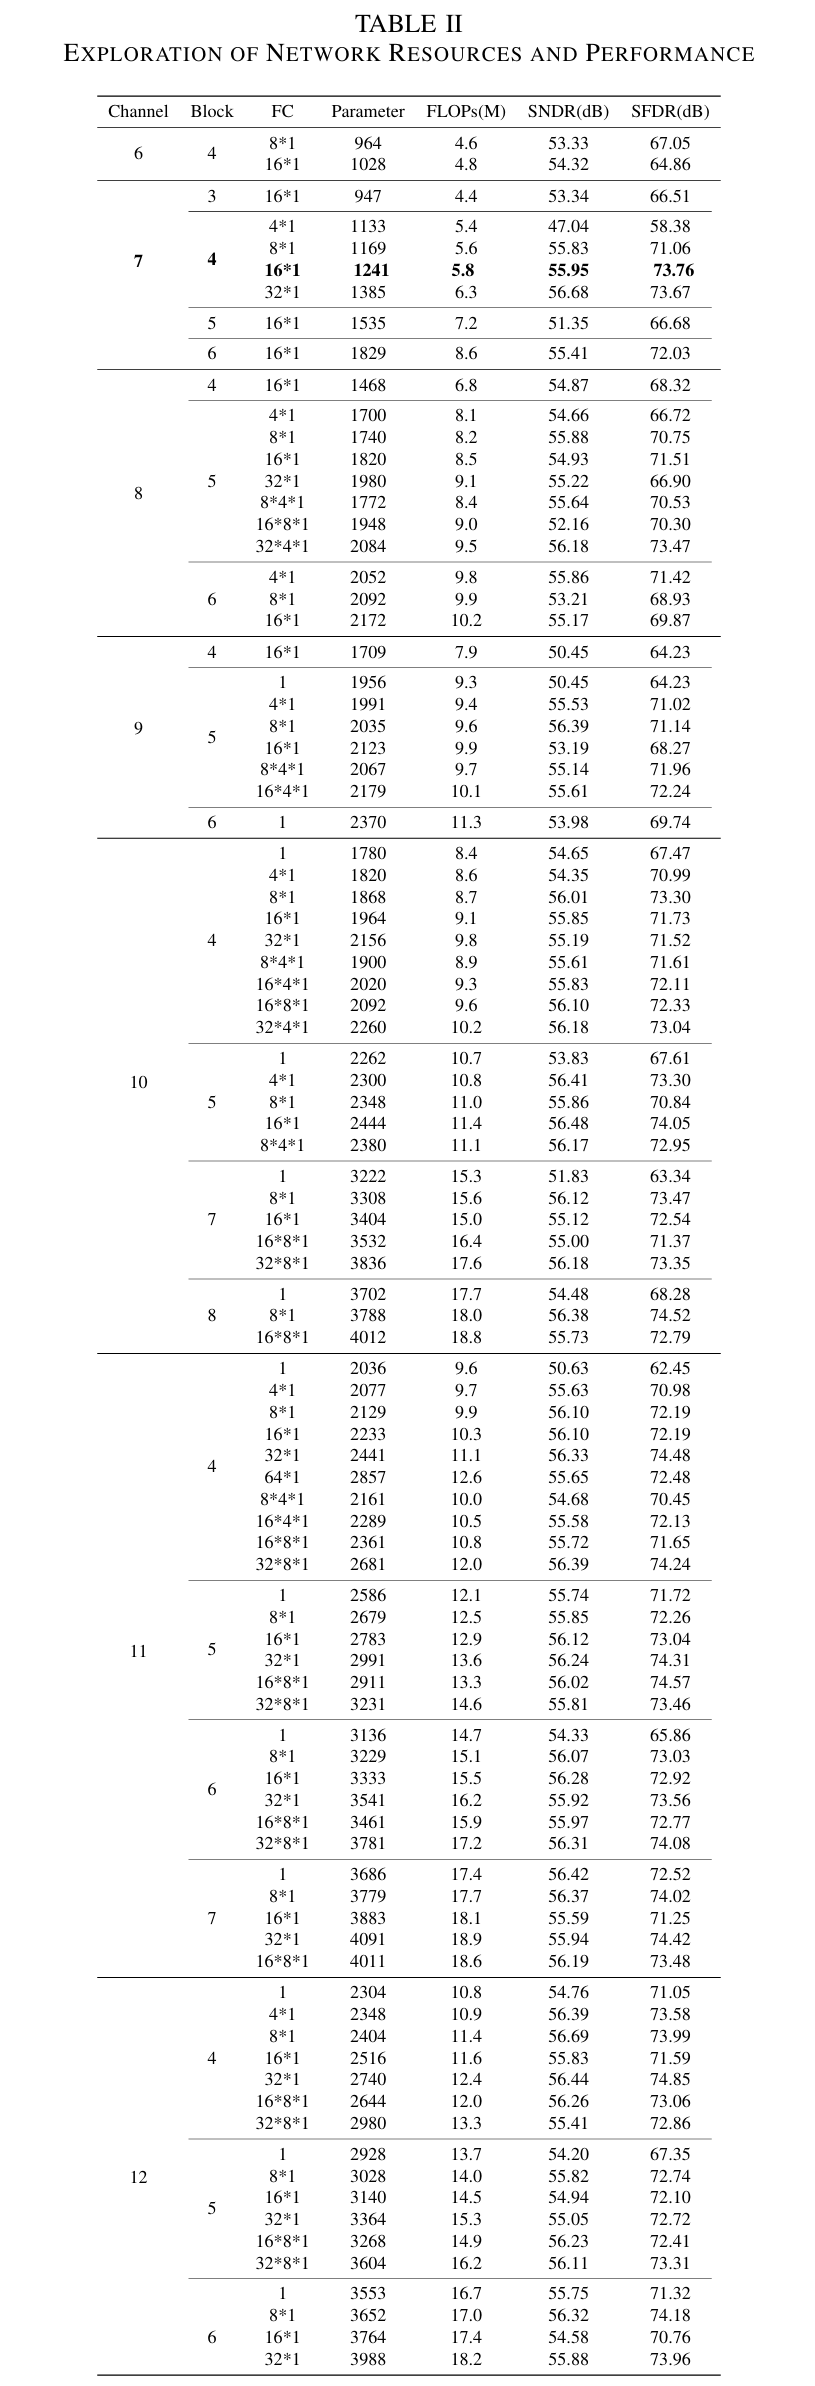 TABLE II
EXPLORATION OF NETWORK RESOURCES AND PERFORMANCE
Channel Block FC Parameter FLOPs(M) SNDR(dB) SFDR(dB)
6 4 8*1 964 4.6 53.33 67.05
16*1 1028 4.8 54.32 64.86
3 16*1 947 4.4 53.34 66.51
4*1 1133 5.4 47.04 58.38
8*1 1169 5.6 55.83 71.06
7 4 16*1 1241 5.8 55.95 73.76
32*1 1385 6.3 56.68 73.67
5 16*1 1535 7.2 51.35 66.68
6 16*1 1829 8.6 55.41 72.03
4 16*1 1468 6.8 54.87 68.32
4*1 1700 8.1 54.66 66.72
8*1 1740 8.2 55.88 70.75
16*1 1820 8.5 54.93 71.51
8 5 32*1 1980 9.1 55.22 66.90
8*4*1 1772 8.4 55.64 70.53
16*8*1 1948 9.0 52.16 70.30
32*4*1 2084 9.5 56.18 73.47
4*1 2052 9.8 55.86 71.42
6 8*1 2092 9.9 53.21 68.93
16*1 2172 10.2 55.17 69.87
4 16*1 1709 7.9 50.45 64.23
1 1956 9.3 50.45 64.23
4*1 1991 9.4 55.53 71.02
9 5 8*1 2035 9.6 56.39 71.14
16*1 2123 9.9 53.19 68.27
8*4*1 2067 9.7 55.14 71.96
16*4*1 2179 10.1 55.61 72.24
6 1 2370 11.3 53.98 69.74
1 1780 8.4 54.65 67.47
4*1 1820 8.6 54.35 70.99
8*1 1868 8.7 56.01 73.30
16*1 1964 9.1 55.85 71.73
4 32*1 2156 9.8 55.19 71.52
8*4*1 1900 8.9 55.61 71.61
16*4*1 2020 9.3 55.83 72.11
16*8*1 2092 9.6 56.10 72.33
32*4*1 2260 10.2 56.18 73.04
1 2262 10.7 53.83 67.61
10 4*1 2300 10.8 56.41 73.30
5 8*1 2348 11.0 55.86 70.84
16*1 2444 11.4 56.48 74.05
8*4*1 2380 11.1 56.17 72.95
1 3222 15.3 51.83 63.34
8*1 3308 15.6 56.12 73.47
7 16*1 3404 15.0 55.12 72.54
16*8*1 3532 16.4 55.00 71.37
32*8*1 3836 17.6 56.18 73.35
1 3702 17.7 54.48 68.28
8 8*1 3788 18.0 56.38 74.52
16*8*1 4012 18.8 55.73 72.79
1 2036 9.6 50.63 62.45
4*1 2077 9.7 55.63 70.98
8*1 2129 9.9 56.10 72.19
16*1 2233 10.3 56.10 72.19
4 32*1 2441 11.1 56.33 74.48
64*1 2857 12.6 55.65 72.48
8*4*1 2161 10.0 54.68 70.45
16*4*1 2289 10.5 55.58 72.13
16*8*1 2361 10.8 55.72 71.65
32*8*1 2681 12.0 56.39 74.24
1 2586 12.1 55.74 71.72
8*1 2679 12.5 55.85 72.26
11 5 16*1 2783 12.9 56.12 73.04
32*1 2991 13.6 56.24 74.31
16*8*1 2911 13.3 56.02 74.57
32*8*1 3231 14.6 55.81 73.46
1 3136 14.7 54.33 65.86
8*1 3229 15.1 56.07 73.03
6 16*1 3333 15.5 56.28 72.92
32*1 3541 16.2 55.92 73.56
16*8*1 3461 15.9 55.97 72.77
32*8*1 3781 17.2 56.31 74.08
1 3686 17.4 56.42 72.52
8*1 3779 17.7 56.37 74.02
7 16*1 3883 18.1 55.59 71.25
32*1 4091 18.9 55.94 74.42
16*8*1 4011 18.6 56.19 73.48
1 2304 10.8 54.76 71.05
4*1 2348 10.9 56.39 73.58
8*1 2404 11.4 56.69 73.99
4 16*1 2516 11.6 55.83 71.59
32*1 2740 12.4 56.44 74.85
16*8*1 2644 12.0 56.26 73.06
32*8*1 2980 13.3 55.41 72.86
1 2928 13.7 54.20 67.35
12 8*1 3028 14.0 55.82 72.74
5 16*1 3140 14.5 54.94 72.10
32*1 3364 15.3 55.05 72.72
16*8*1 3268 14.9 56.23 72.41
32*8*1 3604 16.2 56.11 73.31
1 3553 16.7 55.75 71.32
8*1 3652 17.0 56.32 74.18
6 16*1 3764 17.4 54.58 70.76
32*1 3988 18.2 55.88 73.96